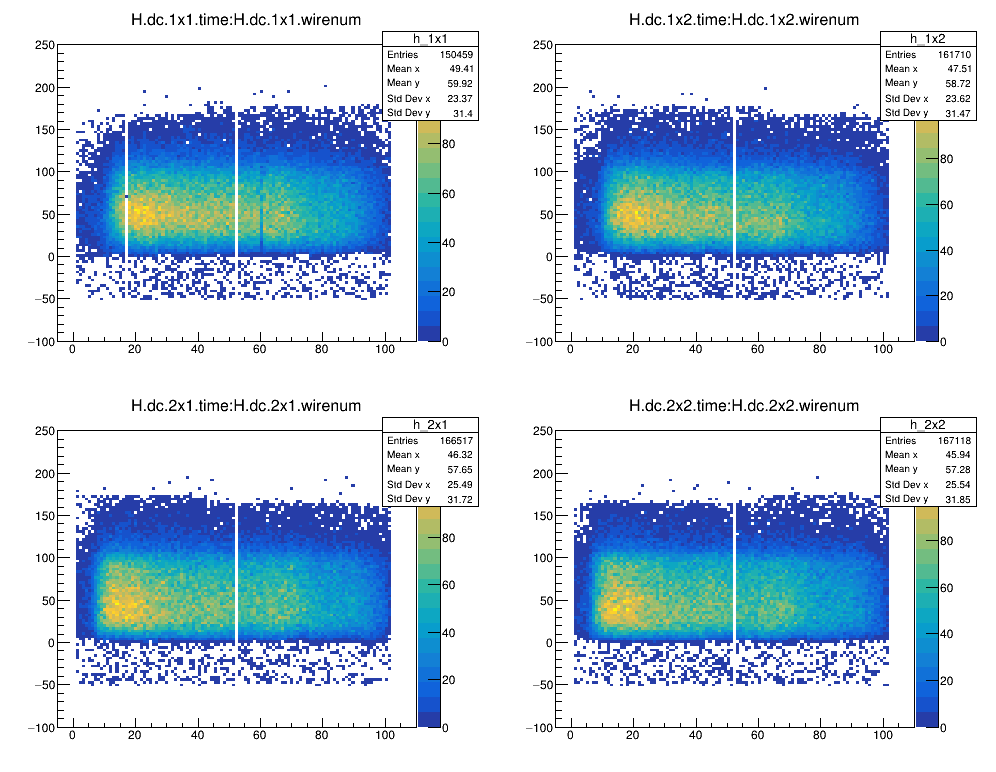 H.dc.1x1.time:H.dc.1x1.wirenum
h_1x1
Entries 150459
Mean x 49.41
Mean y 59.92
Std Dev x 23.37
Std Dev y 31.4
250
200
150
100
50
0
−50
−100
0 20 40 60 80 100
80
60
40
20
0
H.dc.1x2.time:H.dc.1x2.wirenum
h_1x2
Entries 161710
Mean x 47.51
Mean y 58.72
Std Dev x 23.62
Std Dev y 31.47
250
200
150
100
50
0
−50
−100
0 20 40 60 80 100
80
60
40
20
0
H.dc.2x1.time:H.dc.2x1.wirenum
h_2x1
Entries 166517
Mean x 46.32
Mean y 57.65
Std Dev x 25.49
Std Dev y 31.72
250
200
150
100
50
0
−50
−100
0 20 40 60 80 100
80
60
40
20
0
H.dc.2x2.time:H.dc.2x2.wirenum
h_2x2
Entries 167118
Mean x 45.94
Mean y 57.28
Std Dev x 25.54
Std Dev y 31.85
250
200
150
100
50
0
−50
−100
0 20 40 60 80 100
80
60
40
20
0